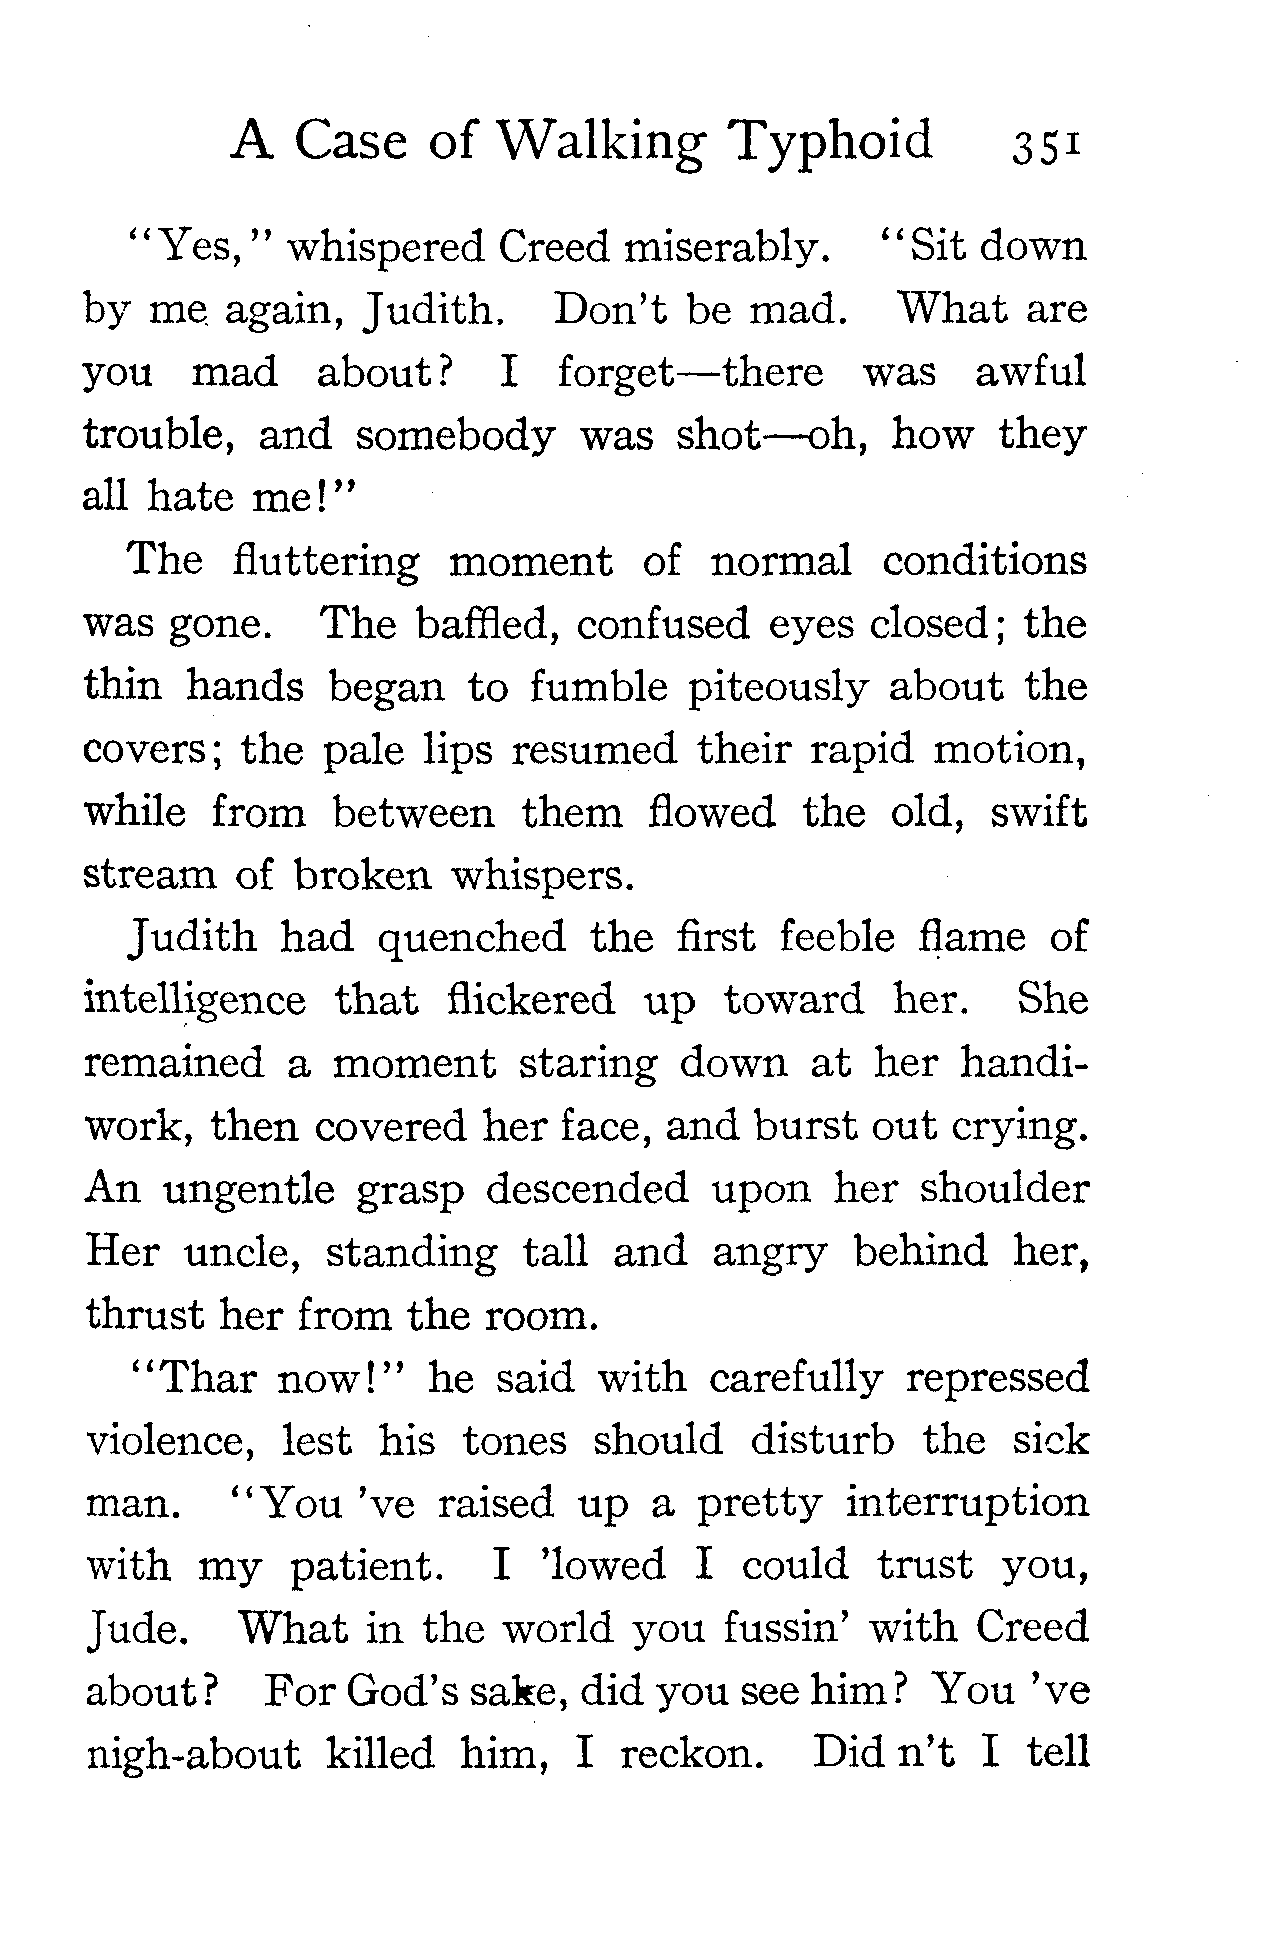 A Case of Walking Typhoid 351
“Yes,” whispered Creed miserably. “Sit down
by me again, Judith. Don't be mad. What are
you mad about? I forget—there was awful
trouble, and somebody was shot—oh, how they
all hate me!”
The fluttering moment of normal conditions
was gone. The baffled, confused eyes closed; the
thin hands began to fumble piteously about the
covers; the pale lips resumed their rapid motion,
while from between them flowed the old, swift
stream of broken whispers.
Judith had quenched the first feeble flame of
intelligence that flickered up toward her. She
remained a moment staring down at her handi-
work, then covered her face, and burst out crying.
An ungentle grasp descended upon her shoulder
Her uncle, standing tall and angry behind her,
thrust her from the room.
“Thar now!” he said with carefully repressed
violence, lest his tones should disturb the sick
man. “You 've raised up a pretty interruption
with my patient. I 'lowed I could trust you,
Jude. What in the world you fussin' with Creed
about? For God's sake, did you see him? You 've
nigh-about killed him, I reckon. Did n't I tell